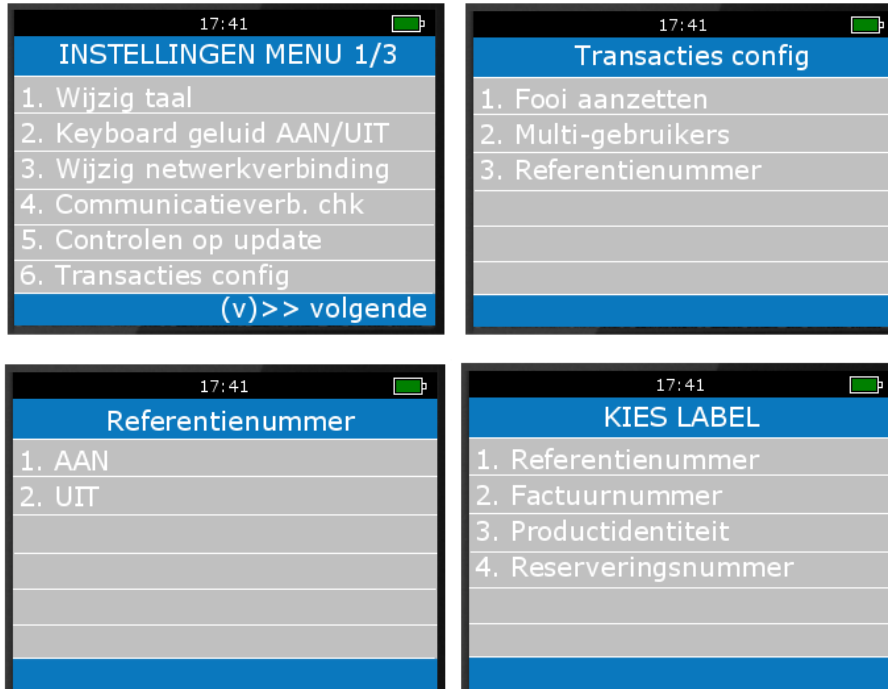 17:41
INSTELLINGEN MENU 1/3
1. Wijzig taal
2. Keyboard geluid AAN/UIT
3. Wijzig netwerkverbinding
4. Communicatieverb. chk
5. Controlen op update
6. Transacties config
(v)>> volgende
17:41
Transacties config
1. Fooi aanzetten
2. Multi-gebruikers
3. Referentienummer
17:41
Referentienummer
1. AAN
2. UIT
17:41
KIES LABEL
1. Referentienummer
2. Factuurnummer
3. Productidentiteit
4. Reserveringsnummer